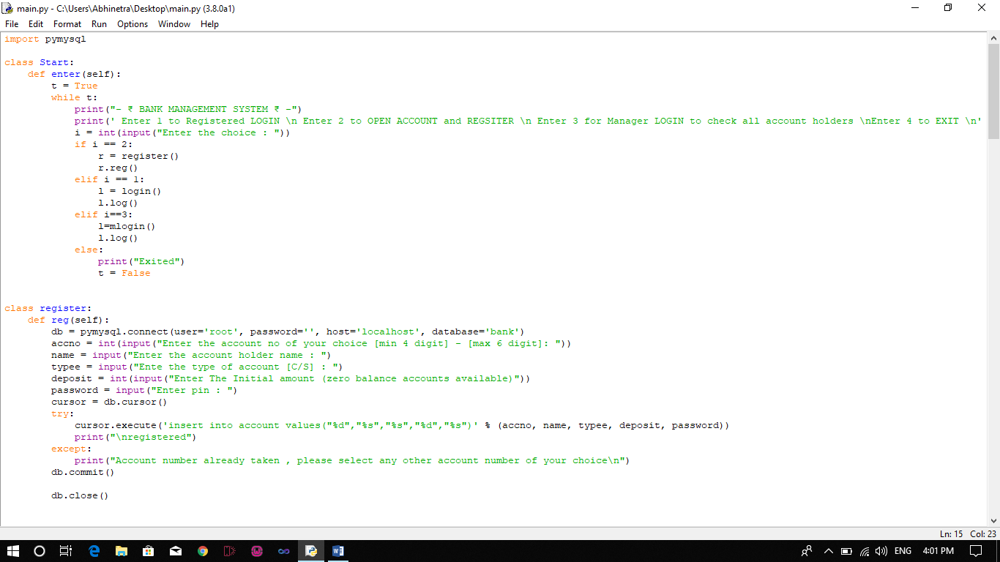 main.py - C:\Users\Abhinetra\Desktop\main.py (3.8.0a1)
File Edit Format Run Options Window Help
import pymysql

class Start:
    def enter(self):
        t = True
        while t:
            print("- ₹ BANK MANAGEMENT SYSTEM ₹ -")
            print(' Enter 1 to Registered LOGIN \n Enter 2 to OPEN ACCOUNT and REGSITER \n Enter 3 for Manager LOGIN to check all account holders \nEnter 4 to EXIT \n'
            i = int(input("Enter the choice : "))
            if i == 2:
                r = register()
                r.reg()
            elif i == 1:
                l = login()
                l.log()
            elif i==3:
                l=mlogin()
                l.log()
            else:
                print("Exited")
                t = False


class register:
    def reg(self):
        db = pymysql.connect(user='root', password='', host='localhost', database='bank')
        accno = int(input("Enter the account no of your choice [min 4 digit] - [max 6 digit]: "))
        name = input("Enter the account holder name : ")
        typee = input("Ente the type of account [C/S] : ")
        deposit = int(input("Enter The Initial amount (zero balance accounts available)"))
        password = input("Enter pin : ")
        cursor = db.cursor()
        try:
            cursor.execute('insert into account values("%d","%s","%s","%d","%s")' % (accno, name, typee, deposit, password))
            print("\nregistered")
        except:
            print("Account number already taken , please select any other account number of your choice\n")
        db.commit()

        db.close()
Ln: 15 Col: 23
ENG 4:01 PM